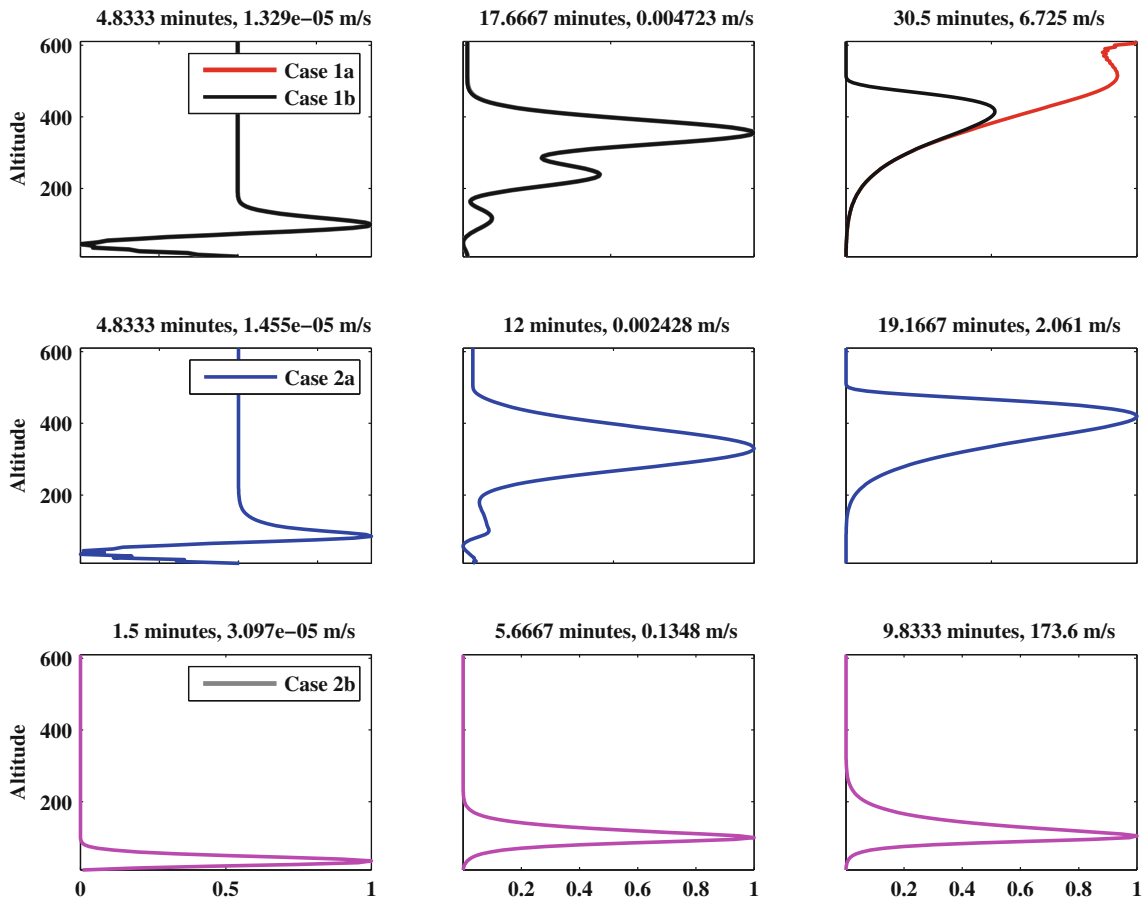 4.8333 minutes, 1.329e−05 m/s
17.6667 minutes, 0.004723 m/s
30.5 minutes, 6.725 m/s
600
400
200
Altitude
Case 1a
Case 1b
4.8333 minutes, 1.455e−05 m/s
12 minutes, 0.002428 m/s
19.1667 minutes, 2.061 m/s
600
400
200
Case 2a
1.5 minutes, 3.097e−05 m/s
5.6667 minutes, 0.1348 m/s
9.8333 minutes, 173.6 m/s
600
400
200
Altitude
Case 2b
0 0.5 1
0.2 0.4 0.6 0.8 1
0.2 0.4 0.6 0.8 1